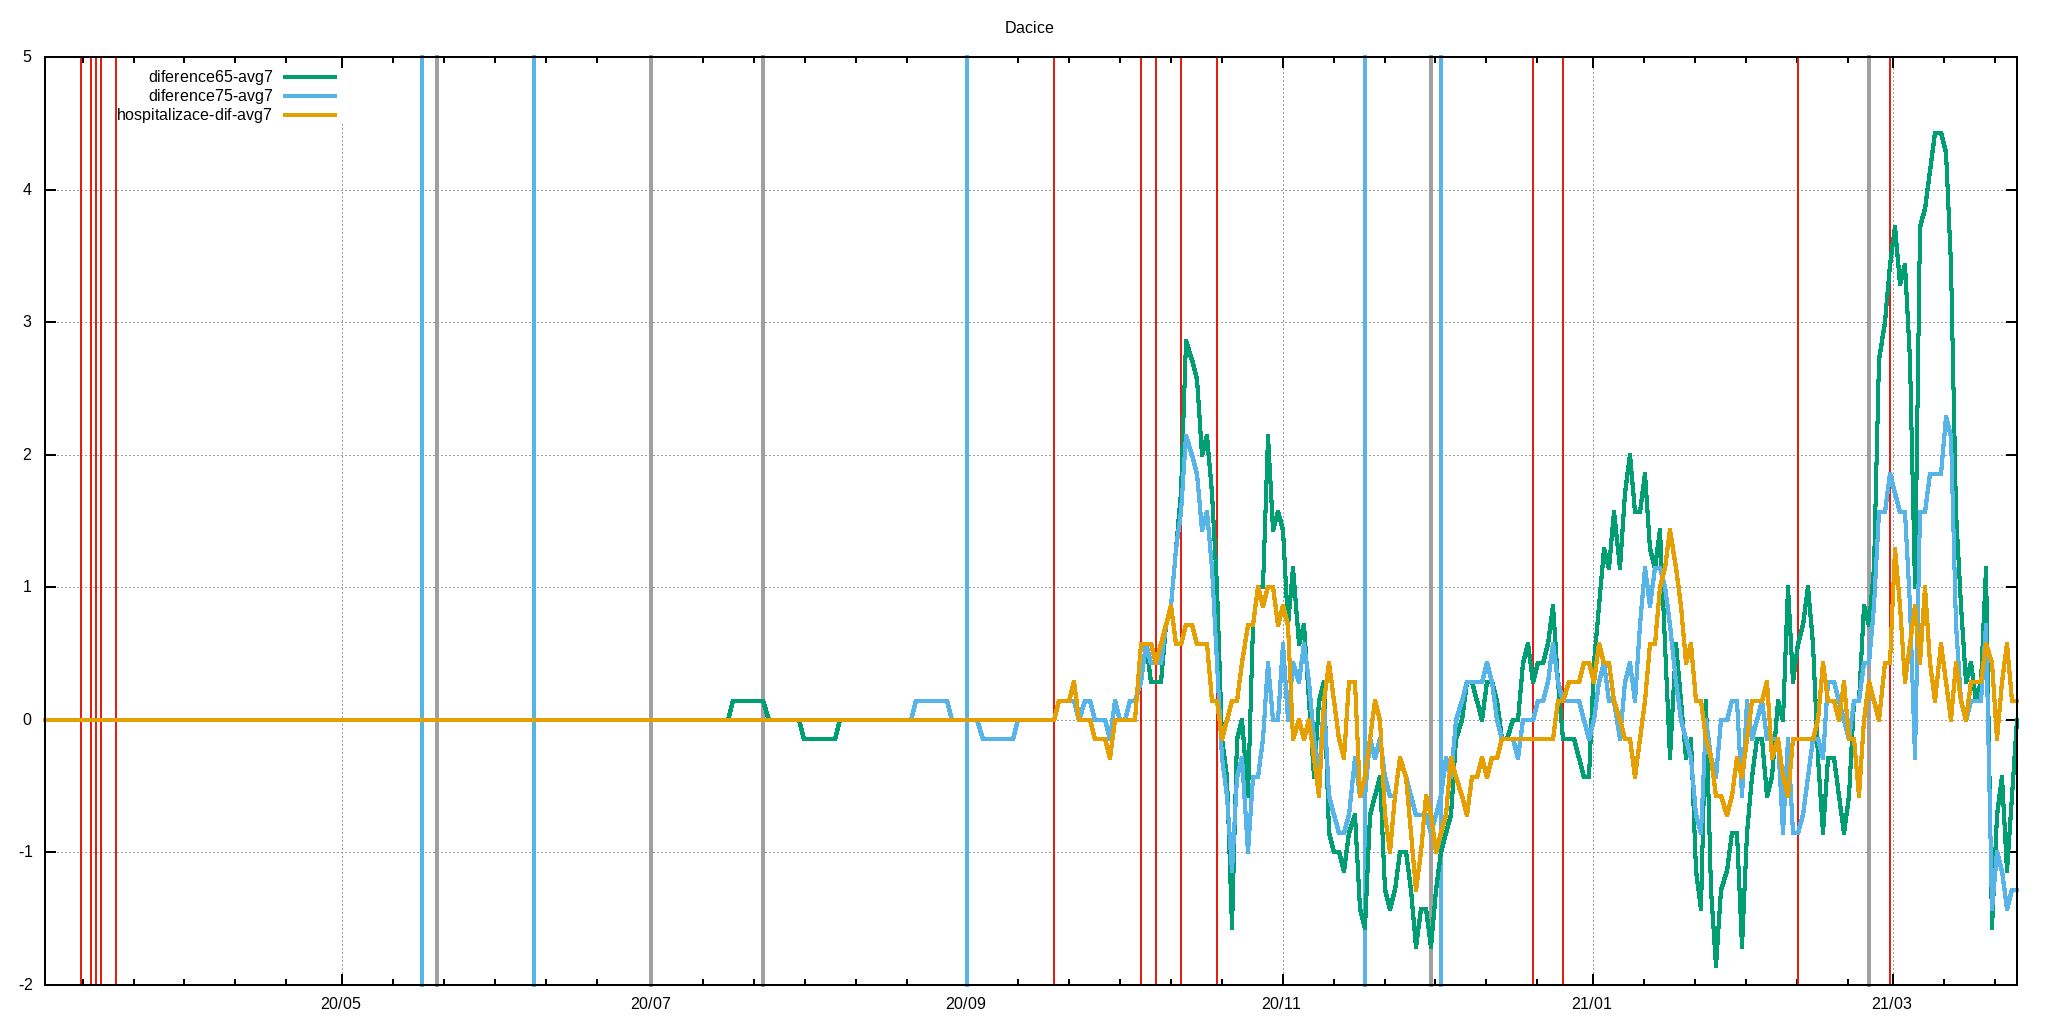 Dacice
diference65-avg7
diference75-avg7
hospitalizace-dif-avg7
5
4
3
2
1
0
-1
-2
20/05 20/07 20/09 20/11 21/01 21/03